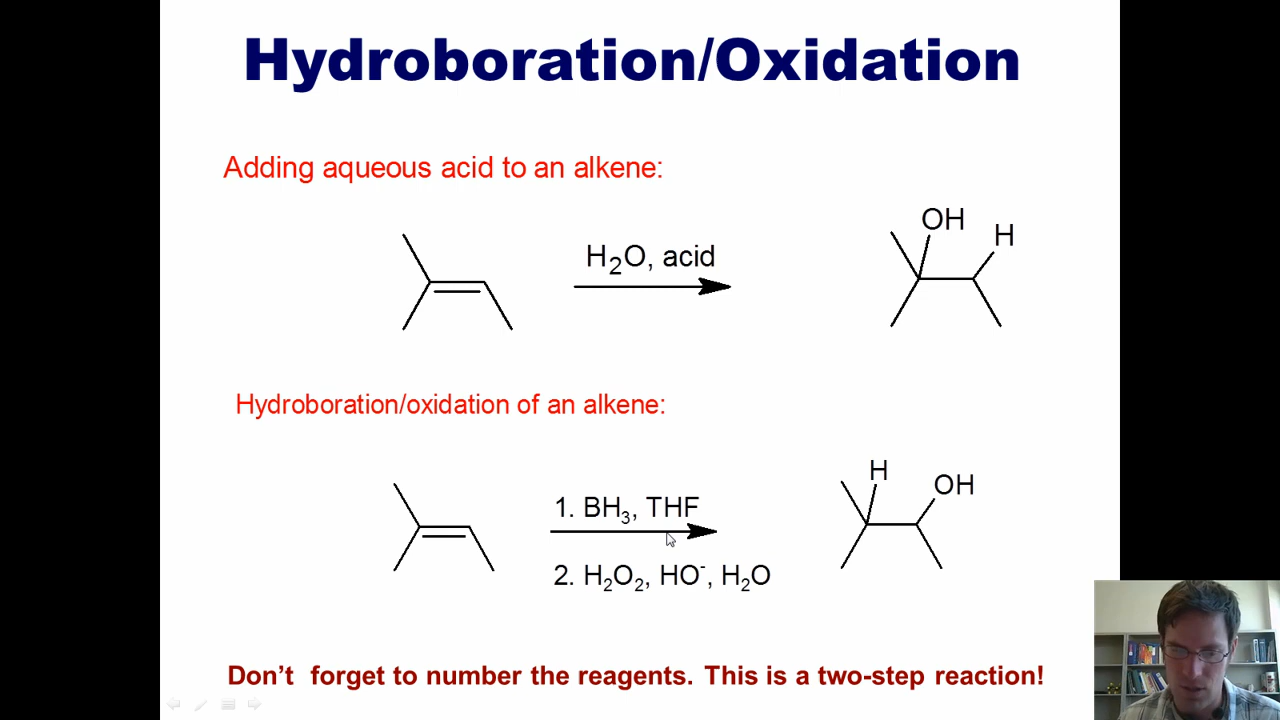 Hydroboration/Oxidation
Adding aqueous acid to an alkene:
H₂O, acid
OH
H
Hydroboration/oxidation of an alkene:
1. BH₃, THF
2. H₂O₂, HO⁻, H₂O
H
OH
Don't  forget to number the reagents. This is a two-step reaction!